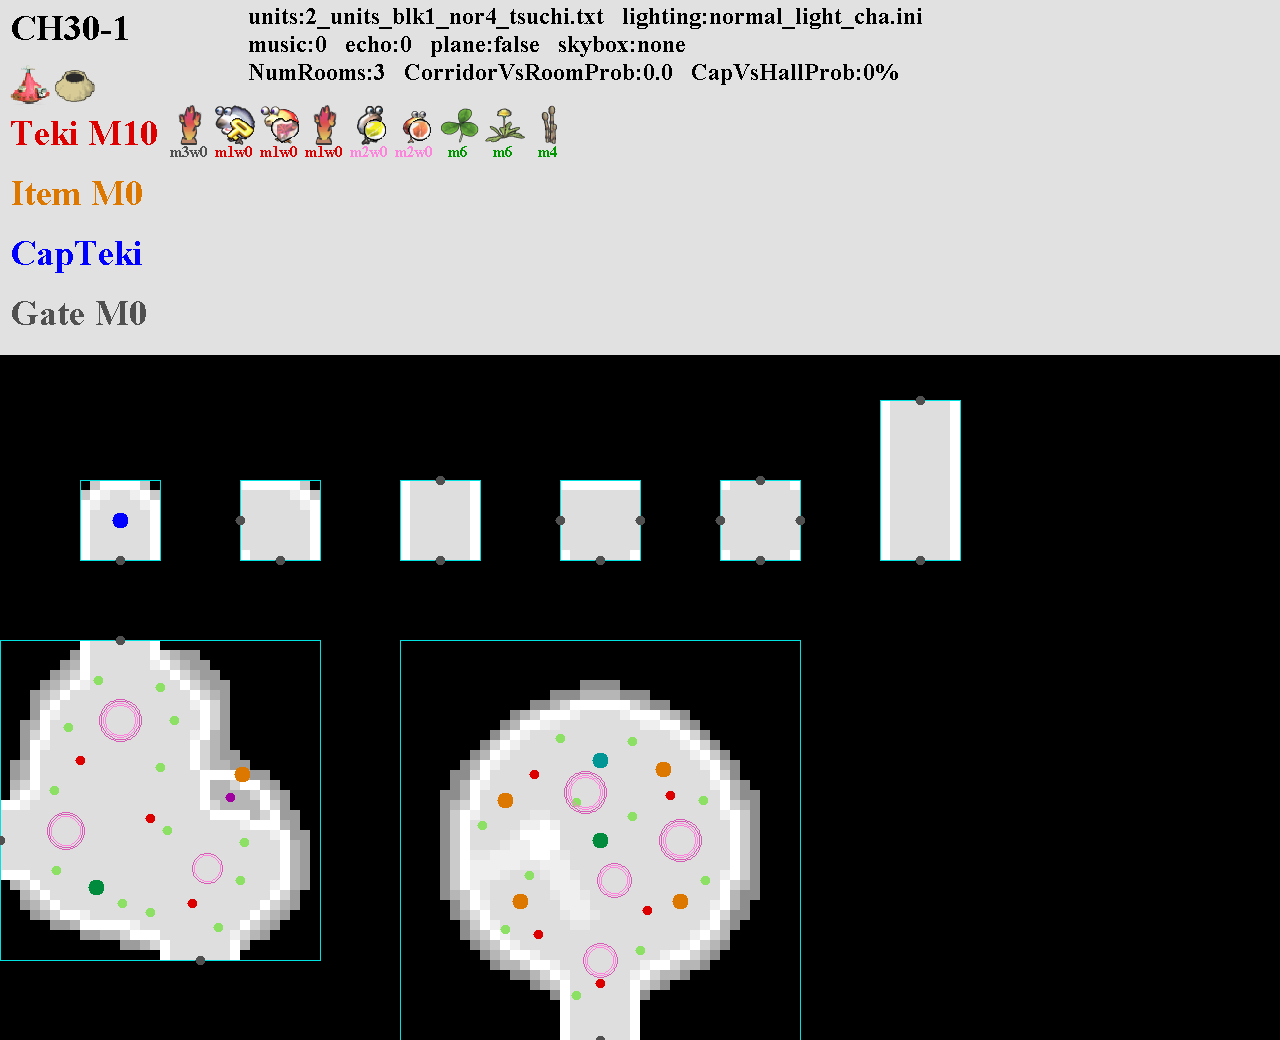 CH30-1
units:2_units_blk1_nor4_tsuchi.txt lighting:normal_light_cha.ini
music:0 echo:0 plane:false skybox:none
NumRooms:3 CorridorVsRoomProb:0.0 CapVsHallProb:0%
Teki M10
m3w0 m1w0 m1w0 m1w0 m2w0 m2w0 m6 m6 m4
Item M0
CapTeki
Gate M0